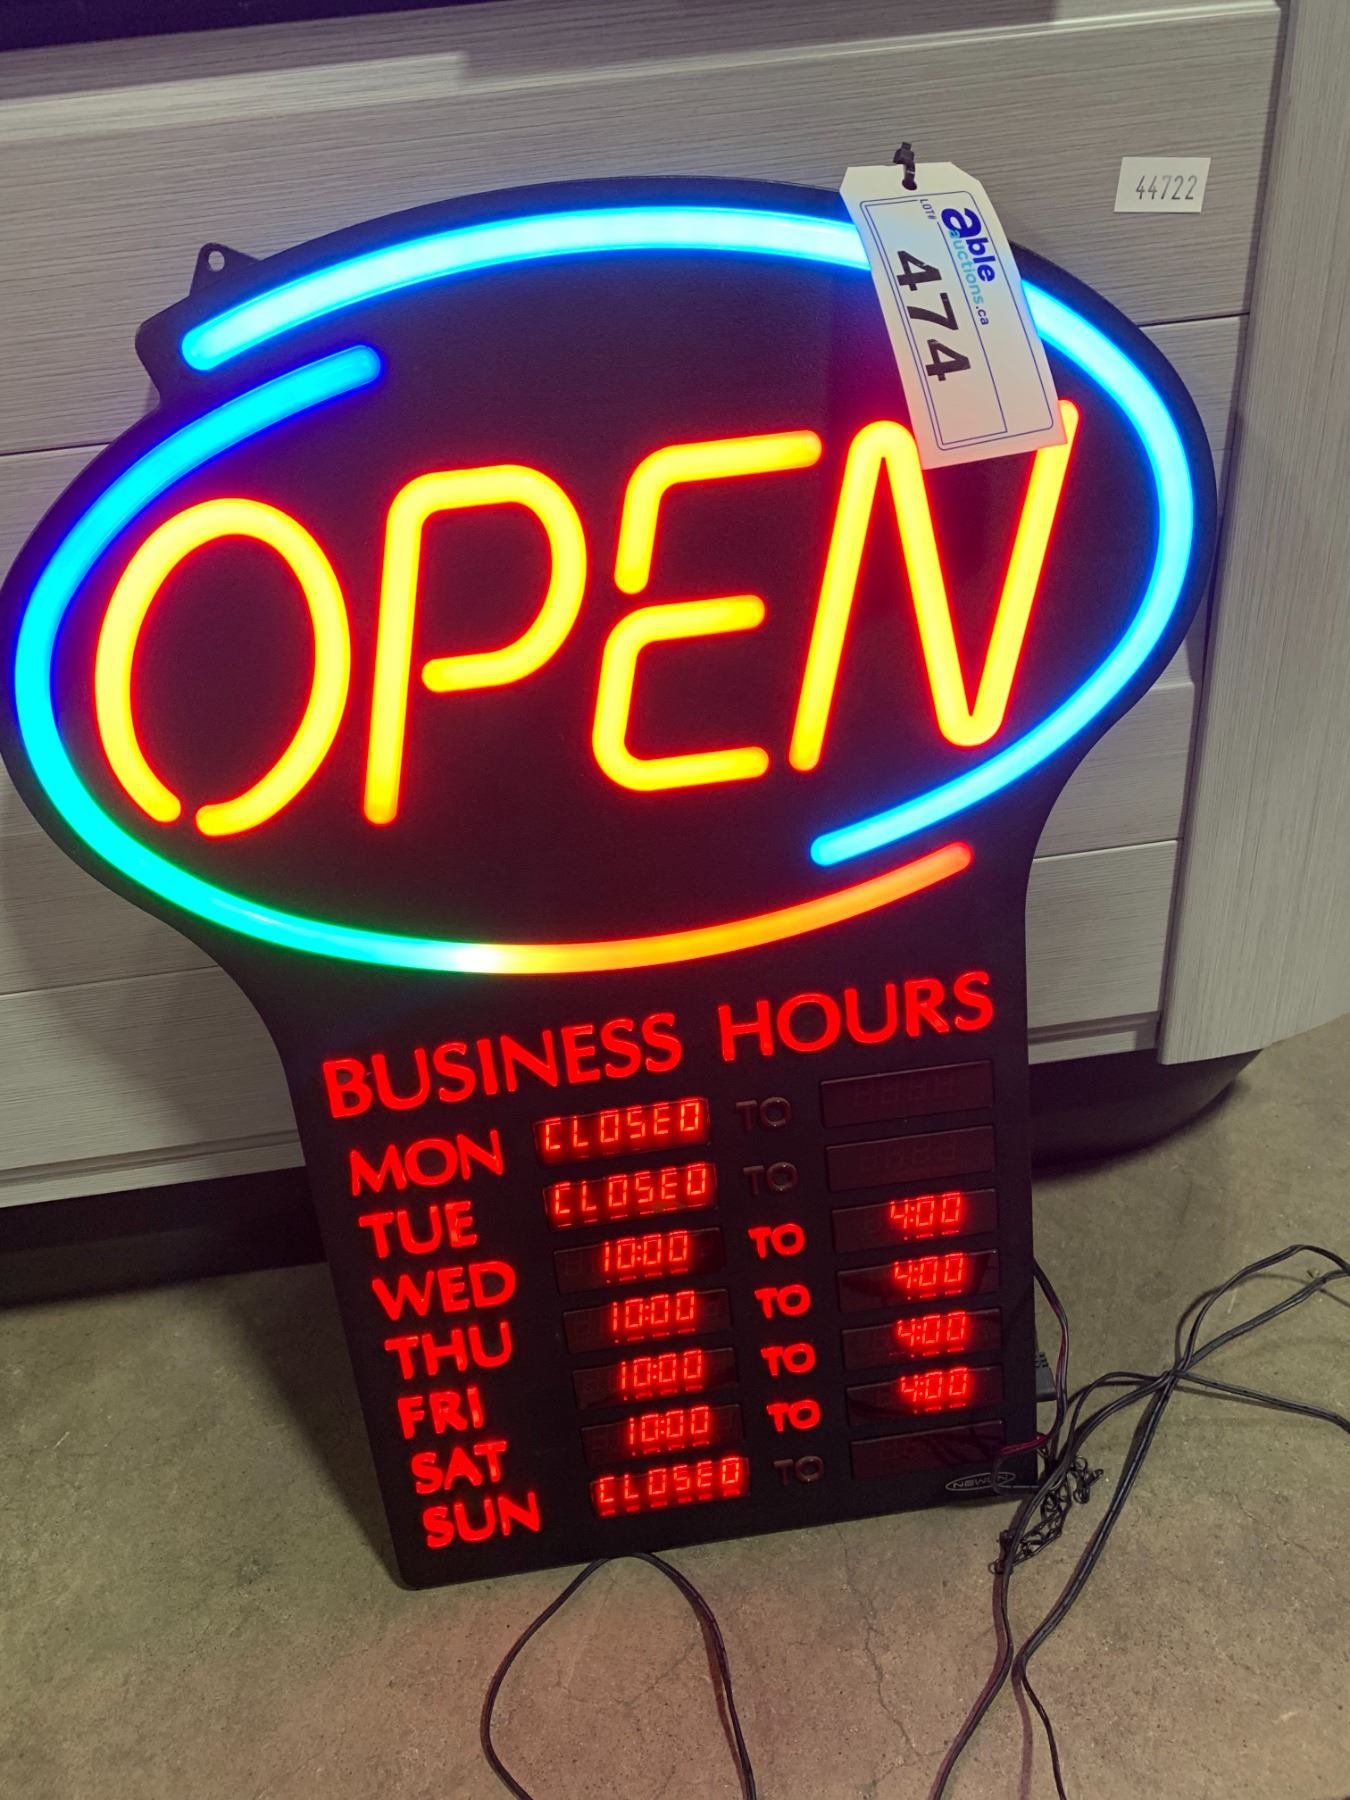 44722
able
auctions.ca
LOT#
474
OPEN
BUSINESS HOURS
MON CLOSED TO
TUE CLOSED TO
WED 10:00 TO 4:00
THU 10:00 TO 4:00
FRI 10:00 TO 4:00
SAT 10:00 TO 4:00
SUN CLOSED TO
NEWON